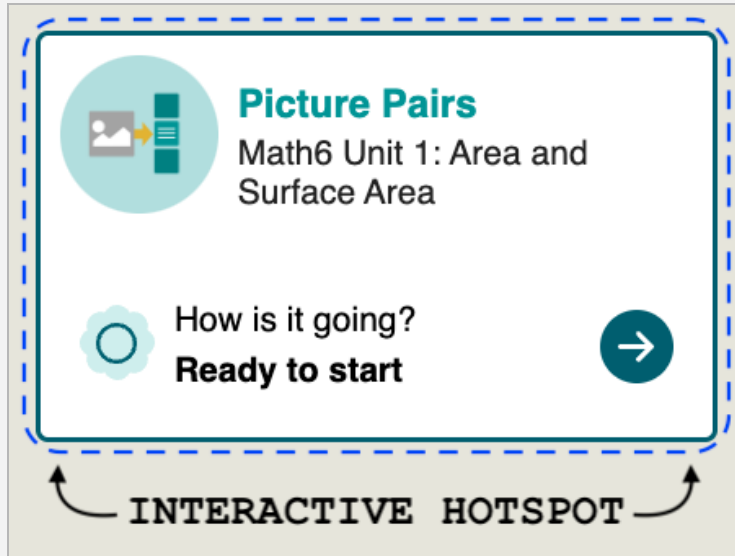 Picture Pairs
Math6 Unit 1: Area and
Surface Area
How is it going?
Ready to start
INTERACTIVE HOTSPOT